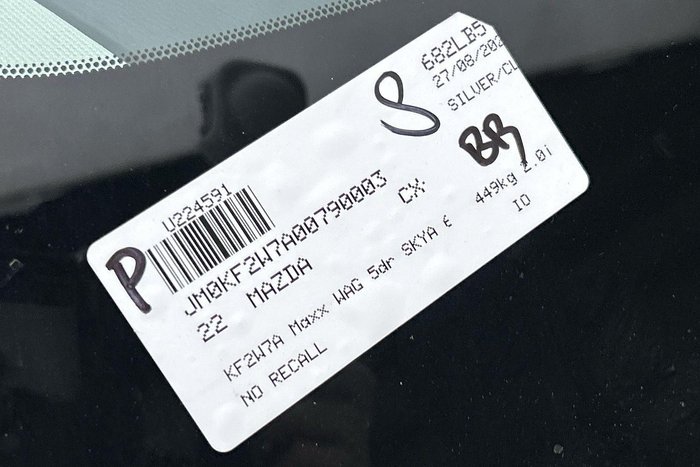 P
U224591
8
682LB5
27/08/202
SILVER/CL
BR
JM0KF2W7A00790003
22 MAZDA CX
KF2W7A Maxx WAG 5dr SKYA 6 449kg 2.0i
NO RECALL IO